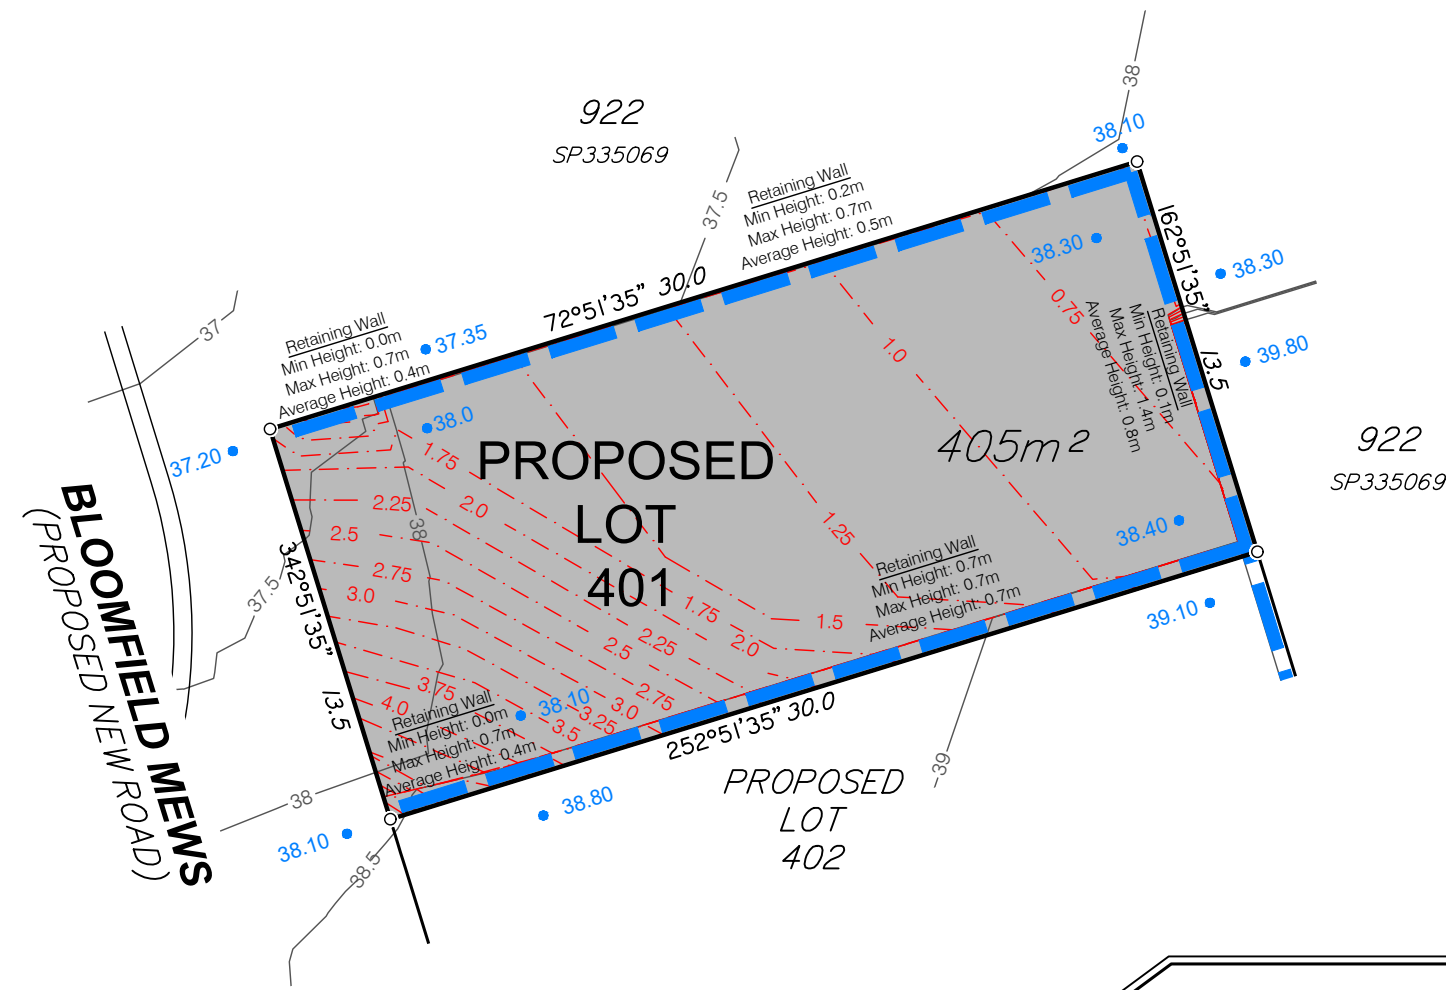 922
SP335069
38
38.10
37.5
Retaining Wall
Min Height: 0.2m
Max Height: 0.7m
Average Height: 0.5m
162°51'35"
13.5
38.30
38.30
39.80
37
Retaining Wall
Min Height: 0.0m
Max Height: 0.7m
Average Height: 0.4m
37.35
72°51'35" 30.0
0.75
Retaining Wall
Min Height: 0.1m
Max Height: 1.4m
Average Height: 0.8m
1.0
37.20
38.0
1.75
PROPOSED
LOT
401
405m²
922
SP335069
2.25
2.0
2.5
38
1.25
38.40
2.75
3.0
Retaining Wall
Min Height: 0.7m
Max Height: 0.7m
Average Height: 0.7m
37.5
342°51'35"
13.5
1.75
2.0
1.5
39.10
2.25
2.5
2.75
3.0
3.25
3.5
3.75
4.0
38.10
Retaining Wall
Min Height: 0.0m
Max Height: 0.7m
Average Height: 0.4m
252°51'35" 30.0
BLOOMFIELD MEWS
(PROPOSED NEW ROAD)
38
38.10
38.80
38.5
PROPOSED
LOT
402
39